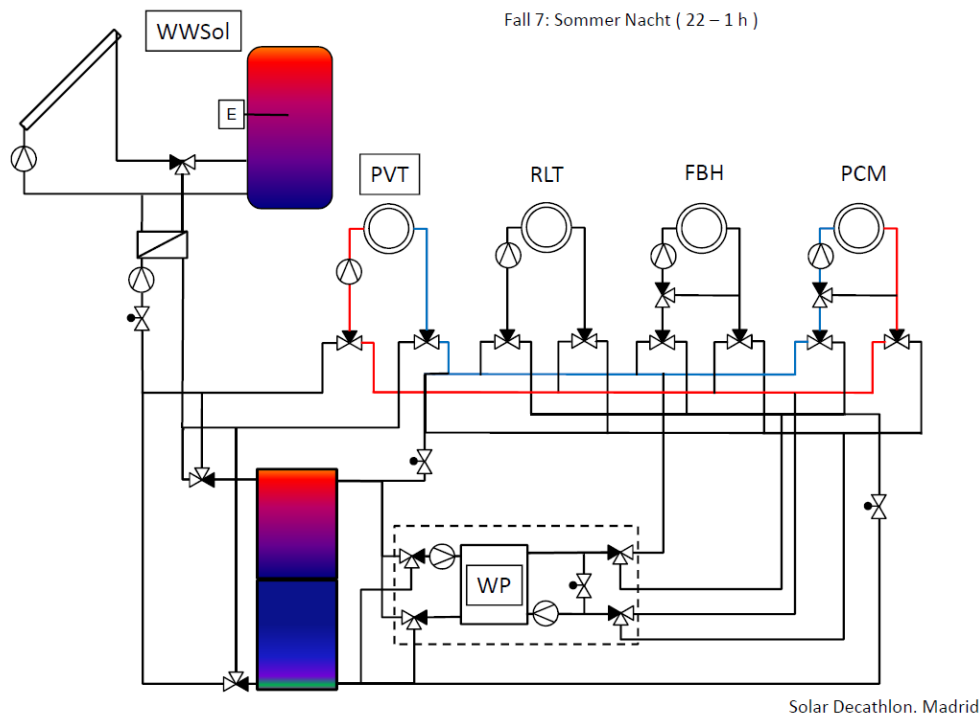 Fall 7: Sommer Nacht ( 22 – 1 h )
WWSol
E
PVT
RLT
FBH
PCM
WP
Solar Decathlon. Madrid